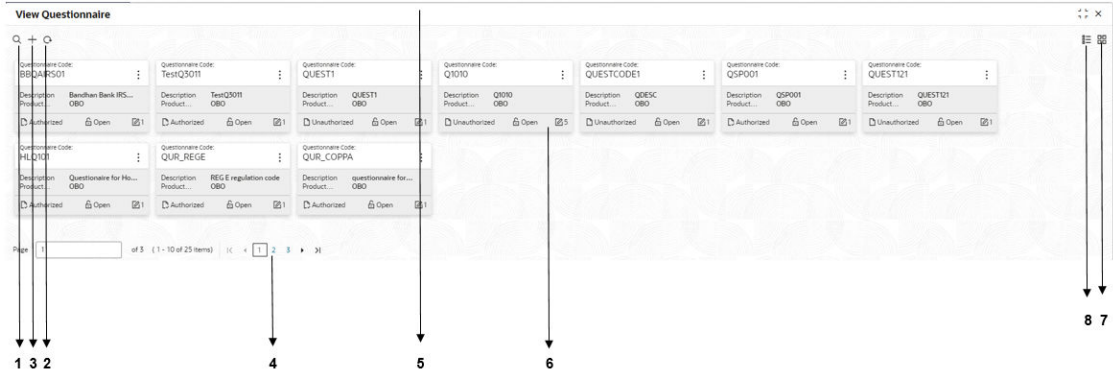 View Questionnaire
Questionnaire Code: Questionnaire Code: Questionnaire Code: Questionnaire Code: Questionnaire Code: Questionnaire Code: Questionnaire Code:
BBQAIRS01 TestQ3011 QUEST1 Q1010 QUESTCODE1 QSP001 QUEST121
Description Bandhan Bank IRS... Description TestQ3011 Description QUEST1 Description Q1010 Description QDESC Description QSP001 Description QUEST121
Product... OBO Product... OBO Product... OBO Product... OBO Product... OBO Product... OBO Product... OBO
Authorized Open 1 Authorized Open 1 Unauthorized Open 1 Unauthorized Open 5 Unauthorized Open 1 Authorized Open 1 Unauthorized Open 1
Questionnaire Code: Questionnaire Code: Questionnaire Code:
HLQ101 QUR_REGE QUR_COPPA
Description Questionaire for Ho... Description REG E regulation code Description questionnaire for...
Product... OBO Product... OBO Product... OBO
Authorized Open 1 Authorized Open 1 Authorized Open 1
Page 1 of 3 (1 - 10 of 25 items) 1 2 3
8 7
1 3 2 4 5 6